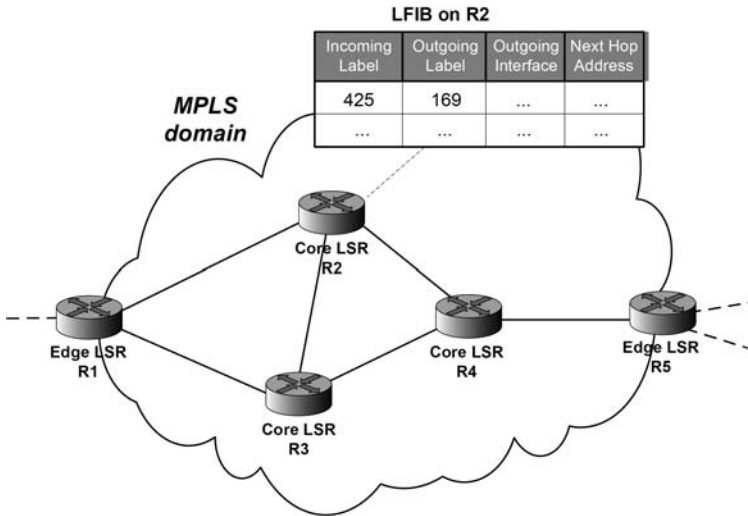 LFIB on R2
Incoming Label
Outgoing Label
Outgoing Interface
Next Hop Address
425
169
...
...
...
...
...
...
MPLS
domain
Core LSR
R2
Edge LSR
R1
Core LSR
R4
Edge LSR
R5
Core LSR
R3